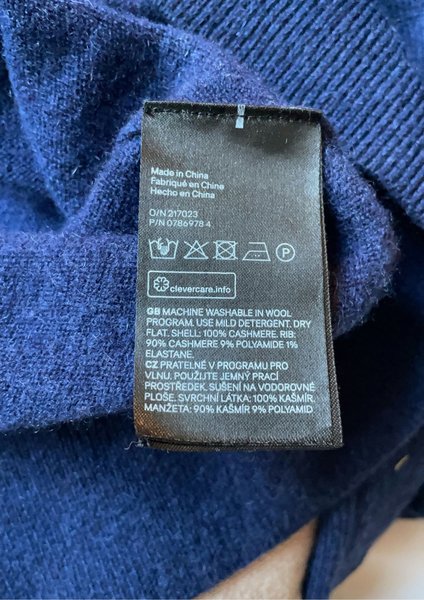 Made in China
Fabriqué en Chine
Hecho en China
O/N 217023
P/N 0786978 4
P
clevercare.info
GB MACHINE WASHABLE IN WOOL
PROGRAM. USE MILD DETERGENT. DRY
FLAT. SHELL: 100% CASHMERE. RIB:
90% CASHMERE 9% POLYAMIDE 1%
ELASTANE.
CZ PRATELNÉ V PROGRAMU PRO
VLNU. POUŽIJTE JEMNÝ PRACÍ
PROSTŘEDEK. SUŠENÍ NA VODOROVNÉ
PLOŠE. SVRCHNÍ LÁTKA: 100% KAŠMÍR.
MANŽETA: 90% KAŠMÍR 9% POLYAMID